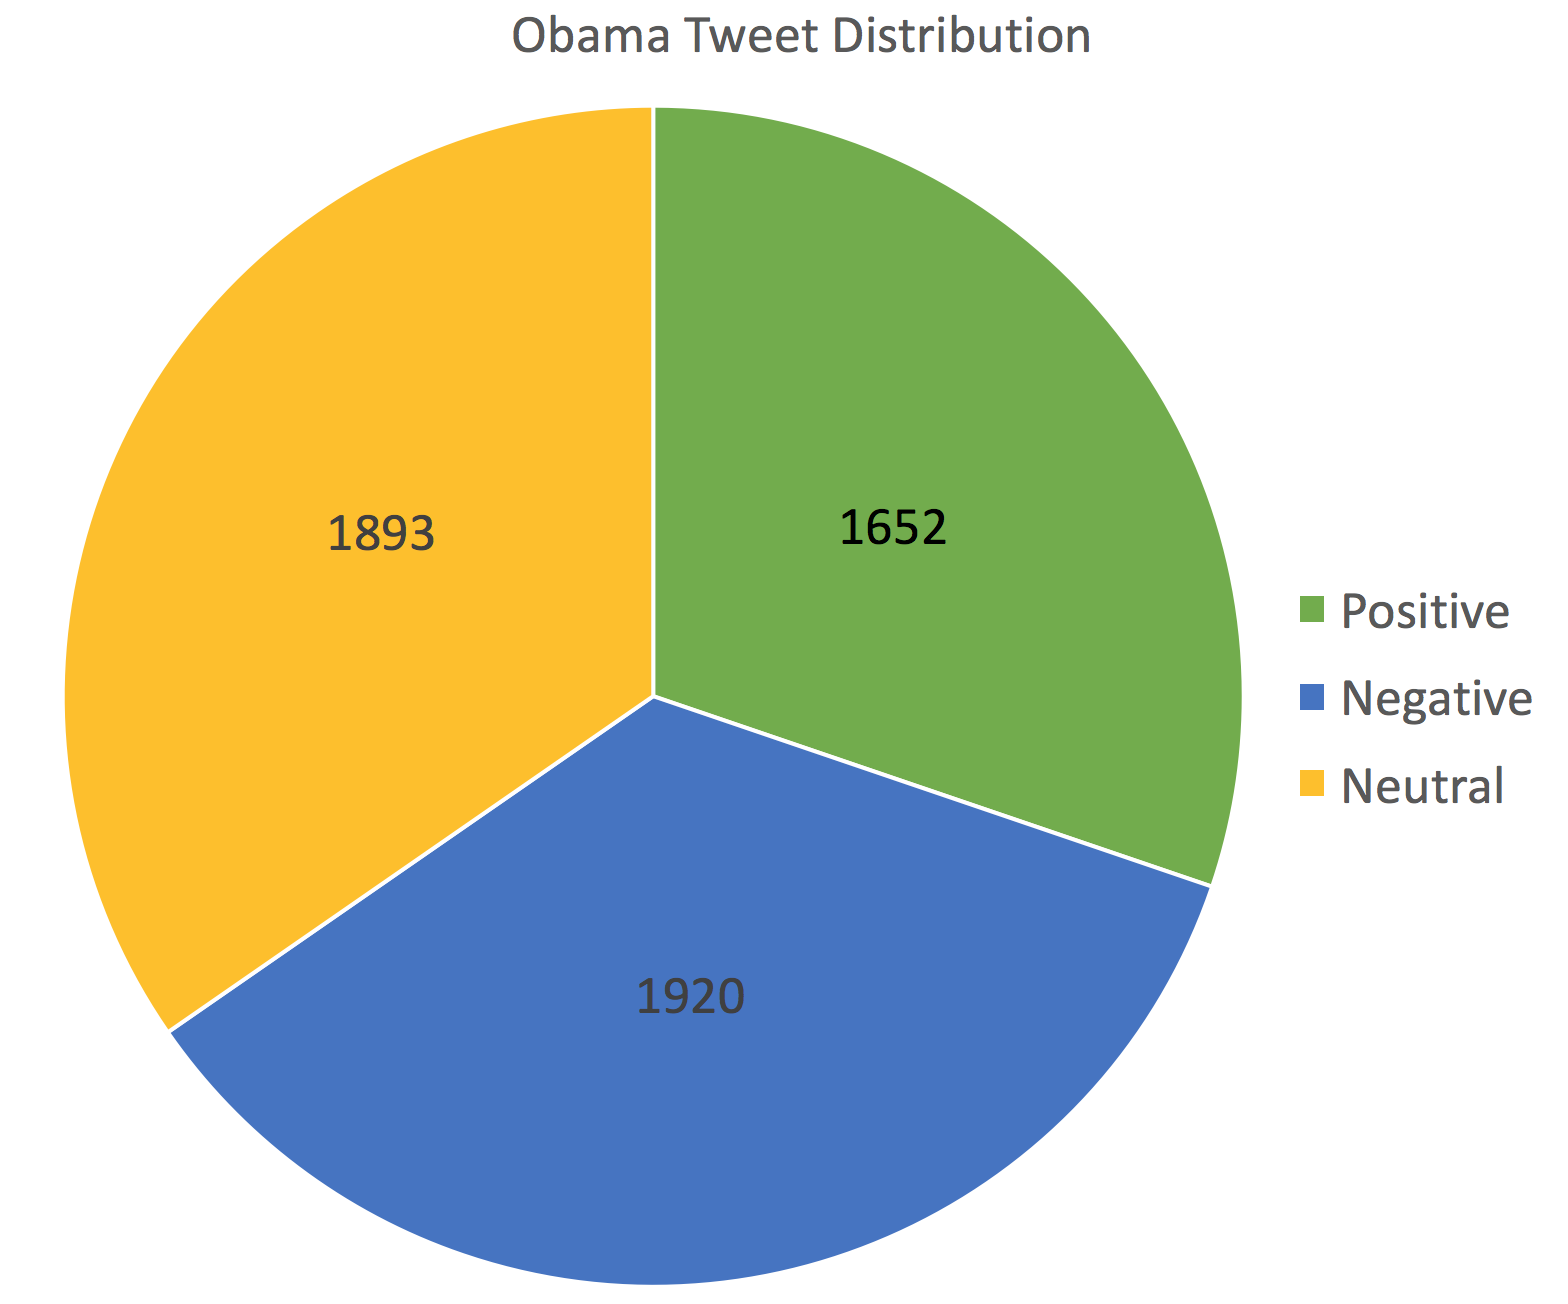 Obama Tweet Distribution
1893
1652
1920
Positive
Negative
Neutral